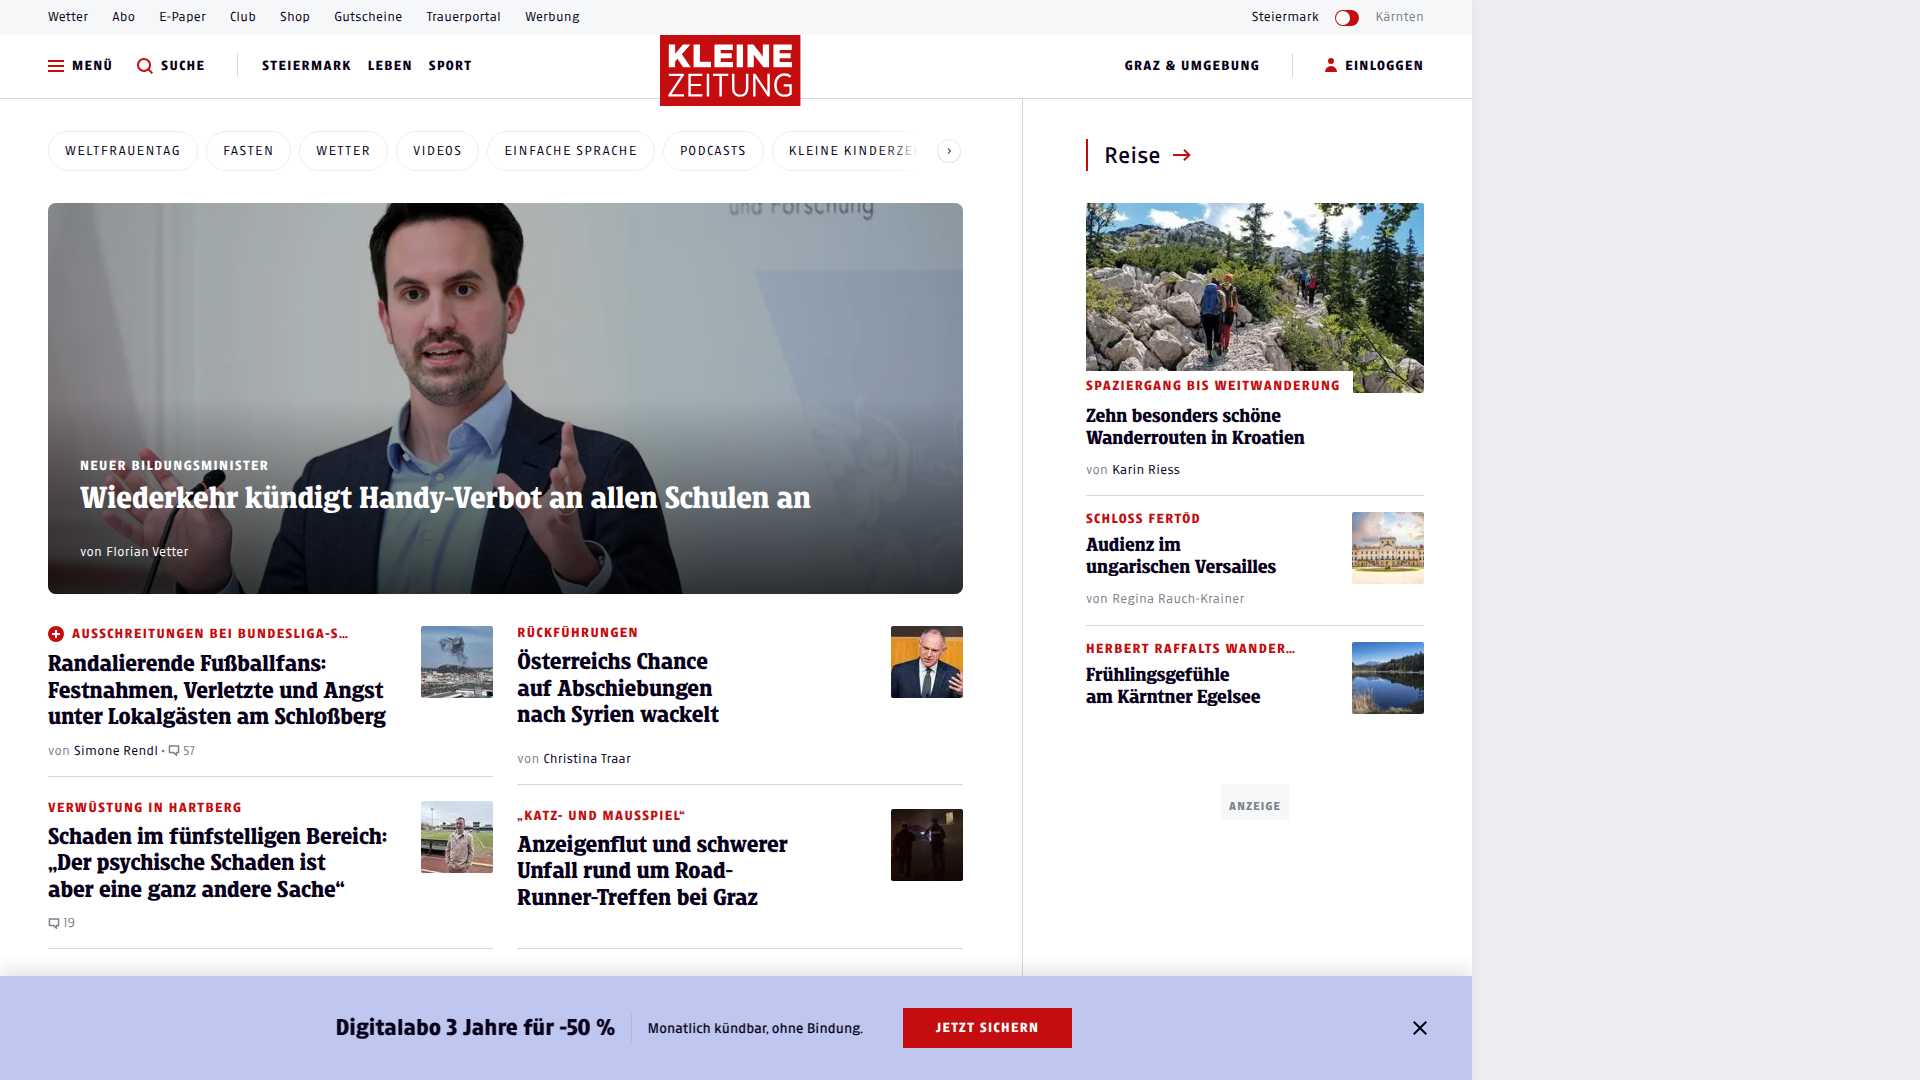 Wetter
Abo
E-Paper
Club
Shop
Gutscheine
Trauerportal
Werbung
Steiermark
Kärnten
MENÜ
SUCHE
STEIERMARK
LEBEN
SPORT
KLEINE
ZEITUNG
GRAZ & UMGEBUNG
EINLOGGEN
WELTFRAUENTAG
FASTEN
WETTER
VIDEOS
EINFACHE SPRACHE
PODCASTS
KLEINE KINDERZEI
und Forschung
NEUER BILDUNGSMINISTER
Wiederkehr kündigt Handy-Verbot an allen Schulen an
von Florian Vetter
AUSSCHREITUNGEN BEI BUNDESLIGA-S…
Randalierende Fußballfans:
Festnahmen, Verletzte und Angst
unter Lokalgästen am Schloßberg
von Simone Rendl • 57
VERWÜSTUNG IN HARTBERG
Schaden im fünfstelligen Bereich:
„Der psychische Schaden ist
aber eine ganz andere Sache“
19
RÜCKFÜHRUNGEN
Österreichs Chance
auf Abschiebungen
nach Syrien wackelt
von Christina Traar
„KATZ- UND MAUSSPIEL“
Anzeigenflut und schwerer
Unfall rund um Road-
Runner-Treffen bei Graz
Reise
SPAZIERGANG BIS WEITWANDERUNG
Zehn besonders schöne
Wanderrouten in Kroatien
von Karin Riess
SCHLOSS FERTÖD
Audienz im
ungarischen Versailles
von Regina Rauch-Krainer
HERBERT RAFFALTS WANDER…
Frühlingsgefühle
am Kärntner Egelsee
ANZEIGE
Digitalabo 3 Jahre für -50 %
Monatlich kündbar, ohne Bindung.
JETZT SICHERN